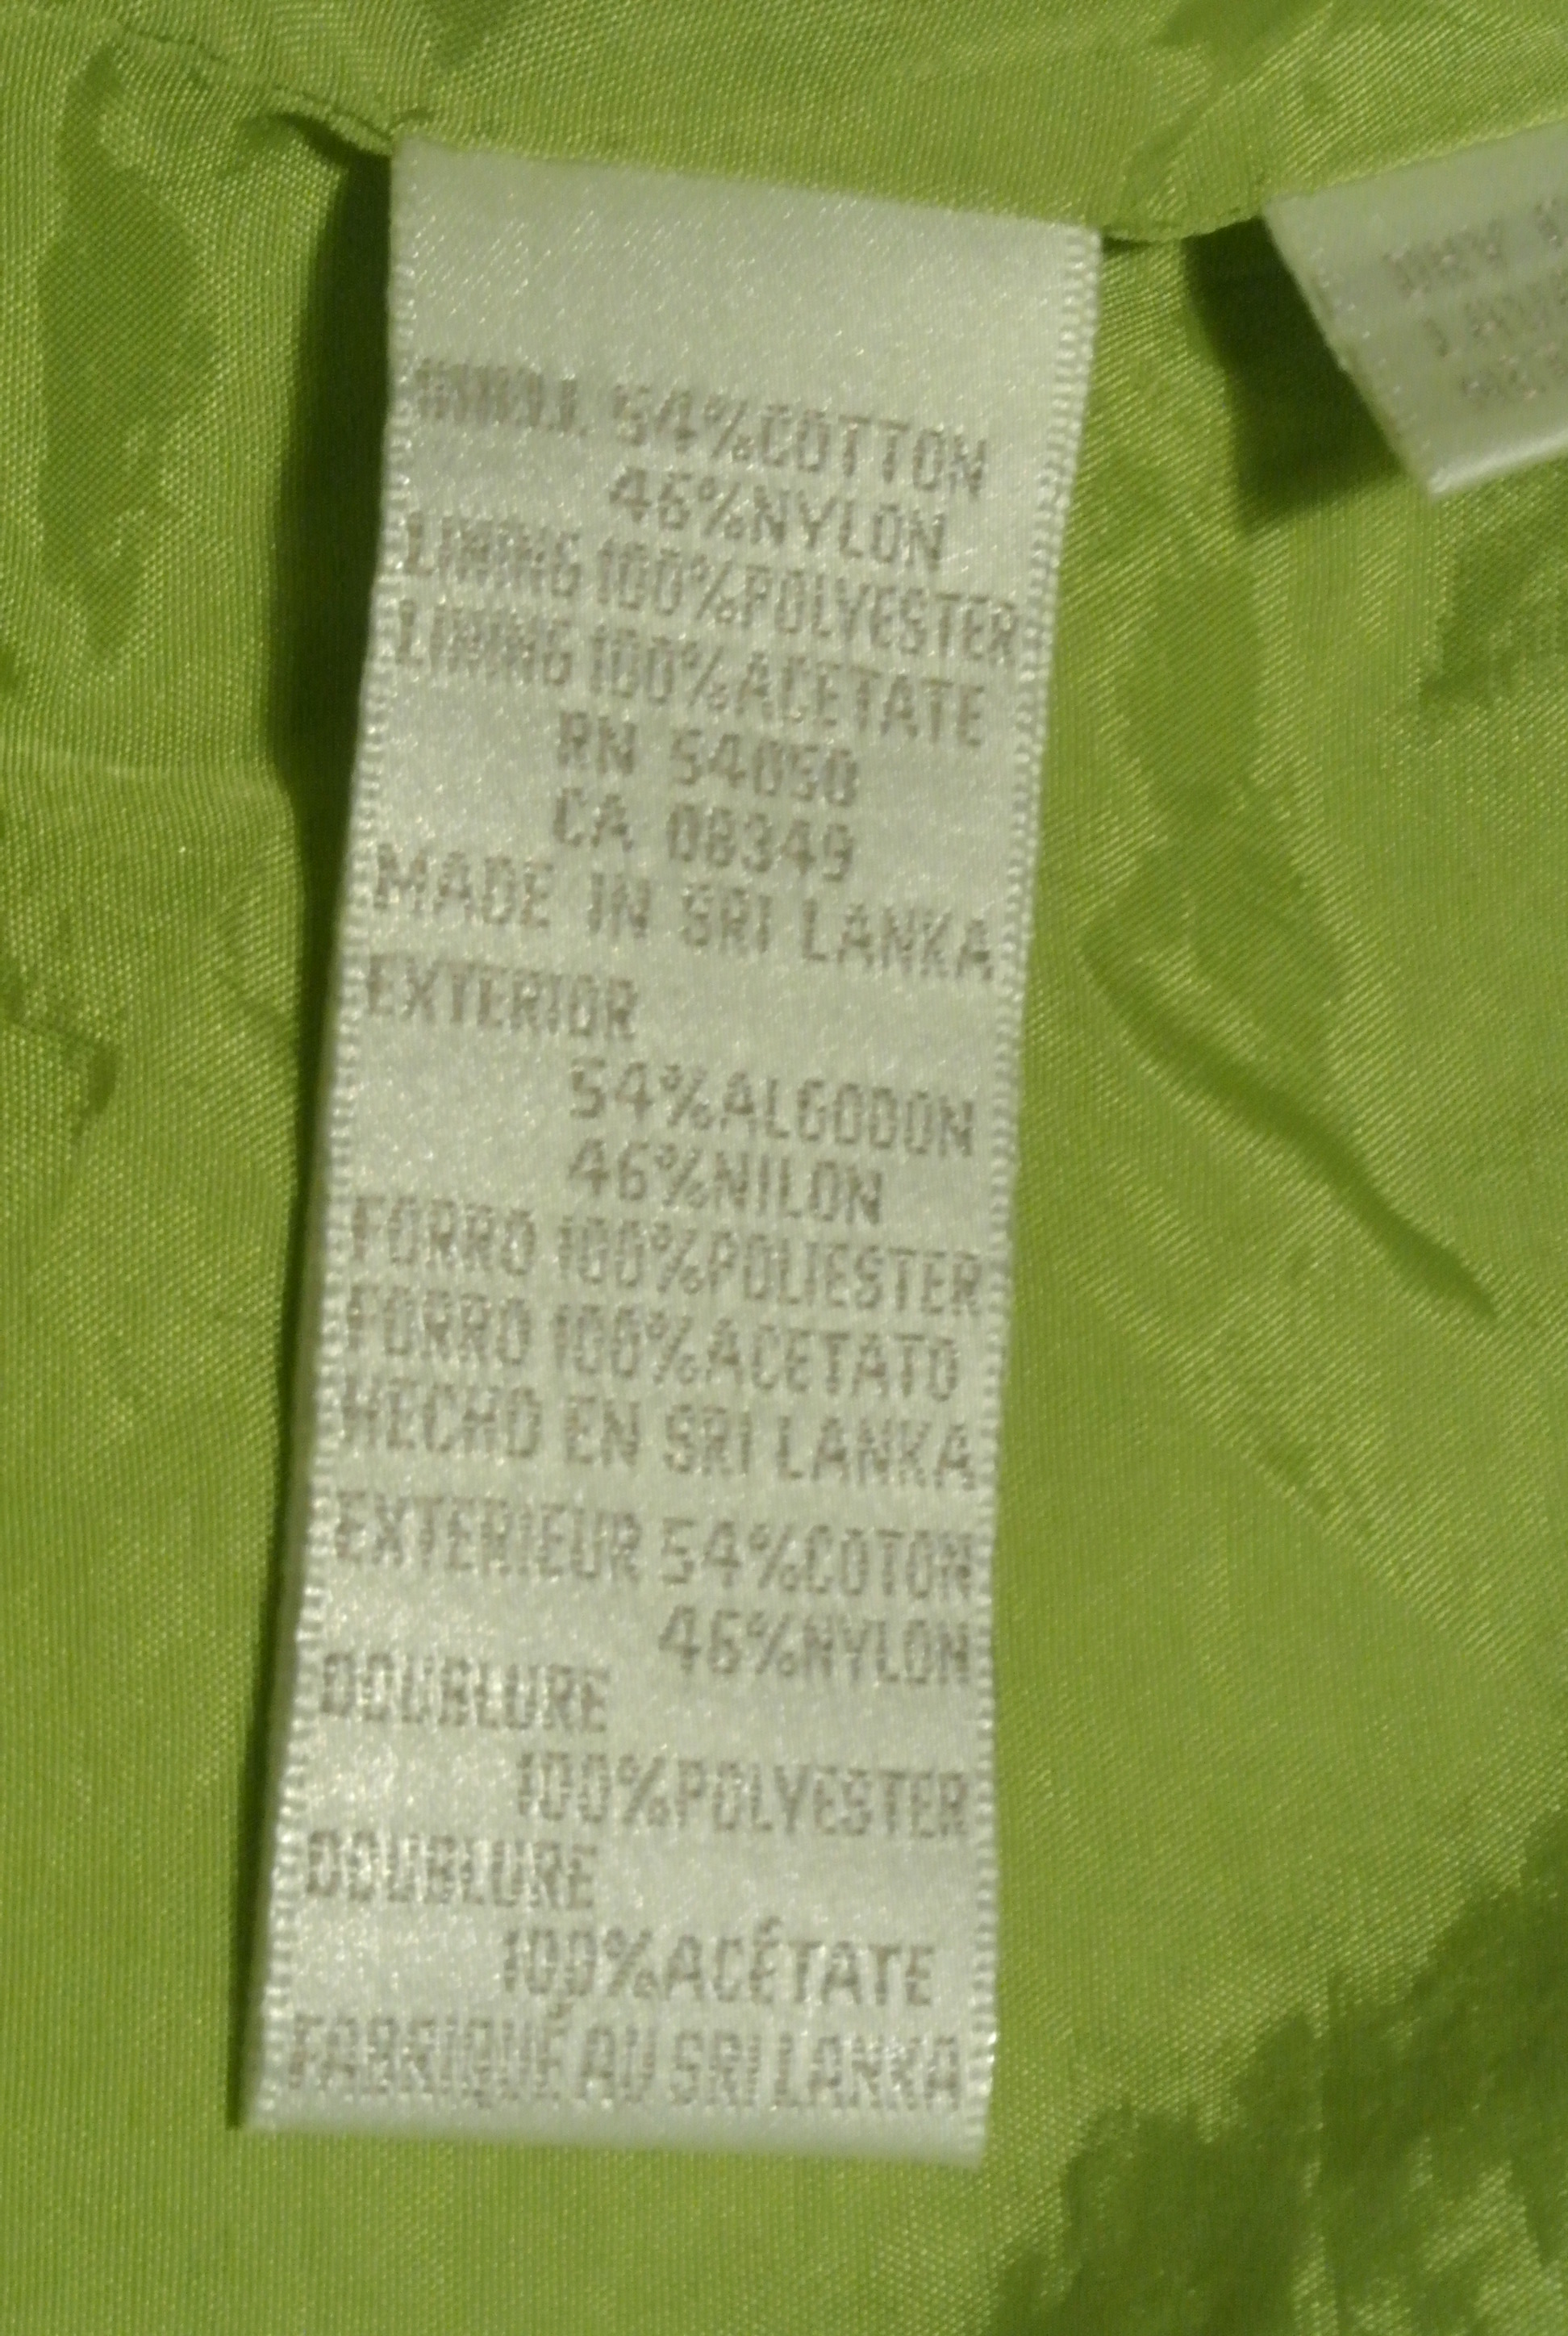 SHELL 54%COTTON
46%NYLON
LINING 100%POLYESTER
LINING 100%ACETATE
RN 54050
CA 08349
MADE IN SRI LANKA
EXTERIOR
54%ALGODON
46%NILON
FORRO 100%POLIESTER
FORRO 100%ACETATO
HECHO EN SRI LANKA
EXTERIEUR 54%COTON
46%NYLON
DOUBLURE
100%POLYESTER
DOUBLURE
100%ACÉTATE
FABRIQUÉ AU SRI LANKA
DRY